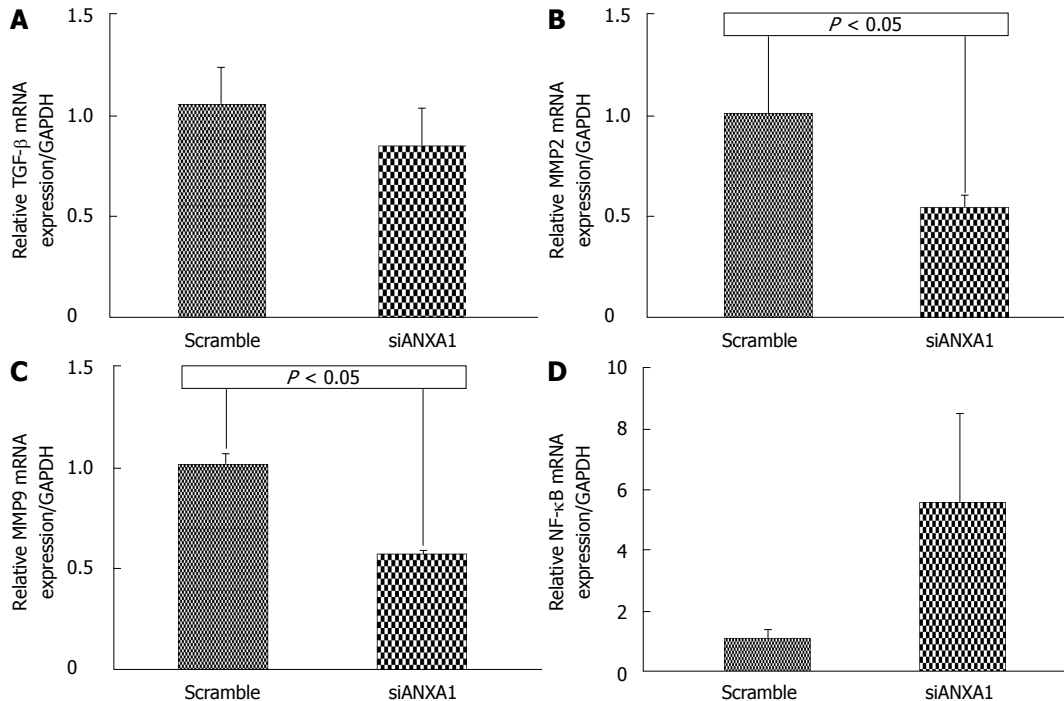 A
Relative TGF-β mRNA
expression/GAPDH
1.5
1.0
0.5
0
Scramble siANXA1
B
Relative MMP2 mRNA
expression/GAPDH
P < 0.05
1.5
1.0
0.5
0
Scramble siANXA1
C
Relative MMP9 mRNA
expression/GAPDH
P < 0.05
1.5
1.0
0.5
0
Scramble siANXA1
D
Relative NF-κB mRNA
expression/GAPDH
10
8
6
4
2
0
Scramble siANXA1